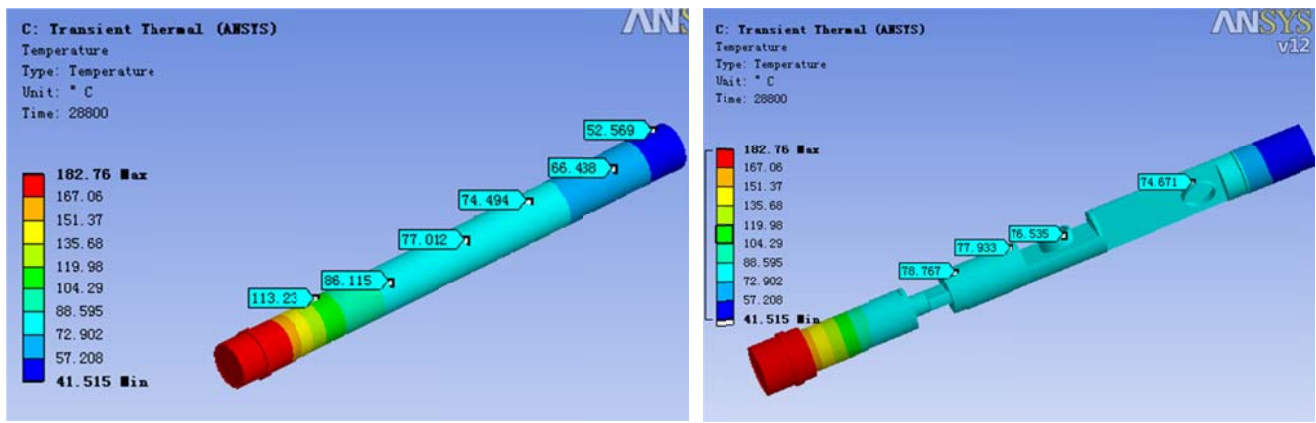 C: Transient Thermal (ANSYS)
Temperature
Type: Temperature
Unit: ° C
Time: 28800
182.76 Max
167.06
151.37
135.68
119.98
104.29
88.595
72.902
57.208
41.515 Min
52.569
66.438
74.494
77.012
86.115
113.23
ANS
C: Transient Thermal (ANSYS)
Temperature
Type: Temperature
Unit: ° C
Time: 28800
182.76 Max
167.06
151.37
135.68
119.98
104.29
88.595
72.902
57.208
41.515 Min
74.671
76.535
77.933
78.767
ANSYS
v12